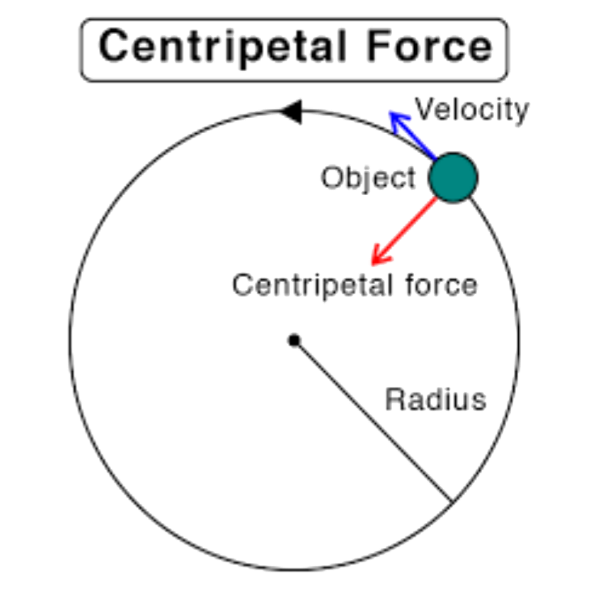 Centripetal Force
Velocity
Object
Centripetal force
Radius